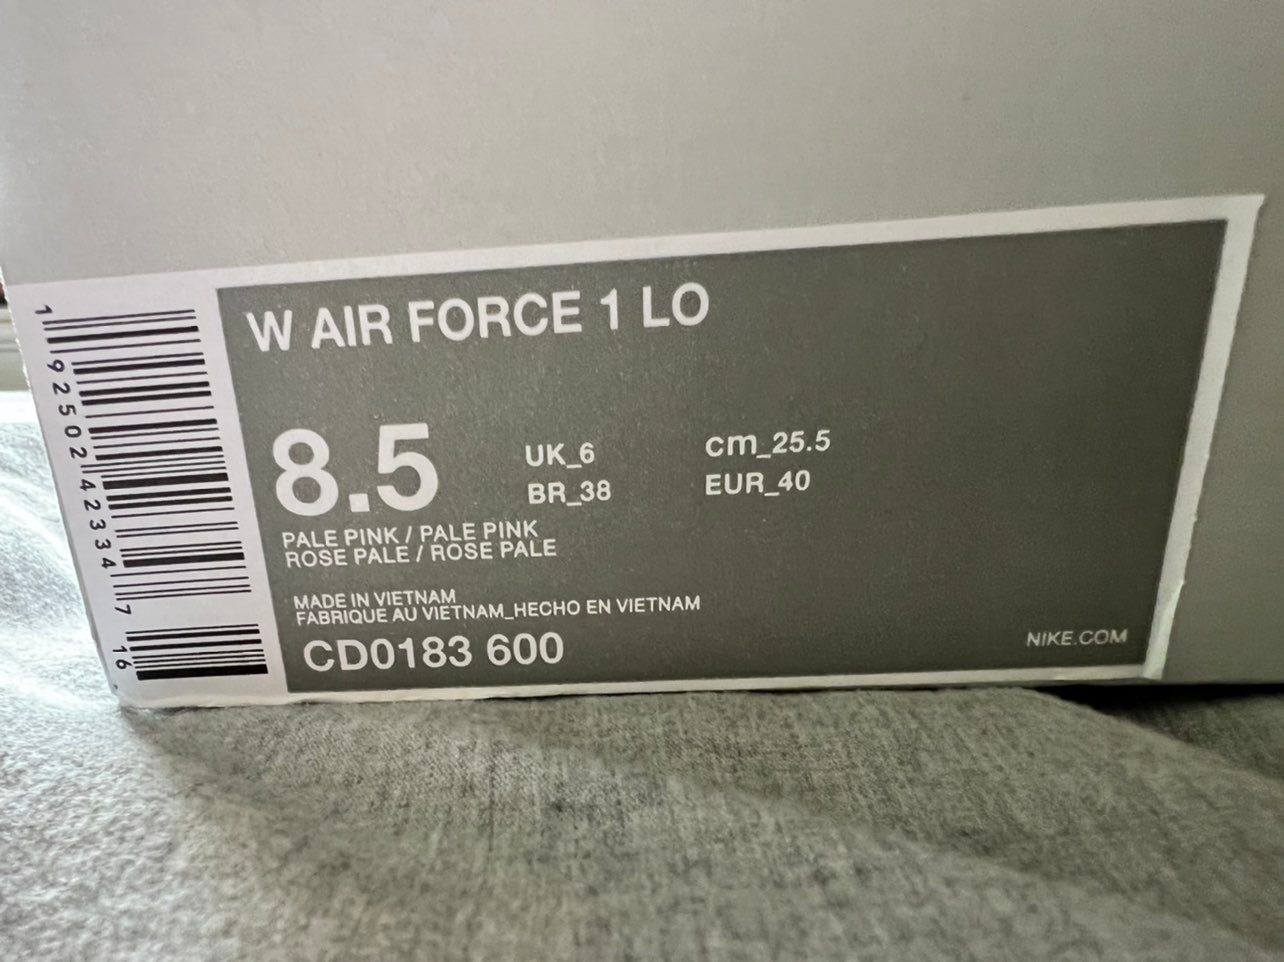 W AIR FORCE 1 LO
8.5
UK_6
cm_25.5
BR_38
EUR_40
PALE PINK / PALE PINK
ROSE PALE / ROSE PALE
MADE IN VIETNAM
FABRIQUE AU VIETNAM_HECHO EN VIETNAM
CD0183 600
NIKE.COM
1 92502 42334 7 16